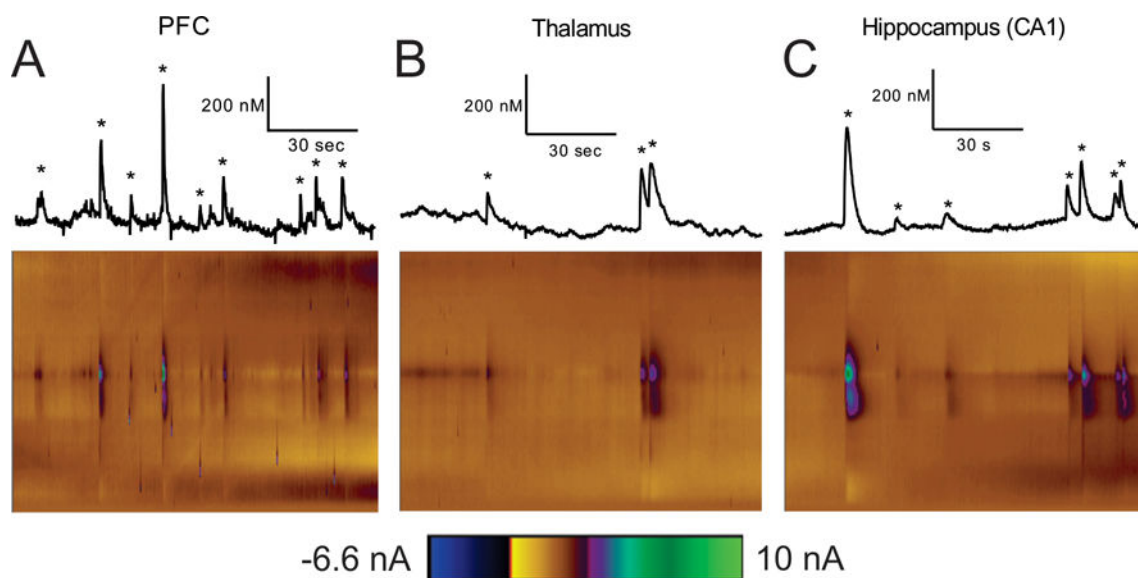 PFC
Thalamus
Hippocampus (CA1)
A
B
C
200 nM
30 sec
200 nM
30 sec
200 nM
30 s
* * * * * * * * *
* * *
* * * * * * *
-6.6 nA
10 nA